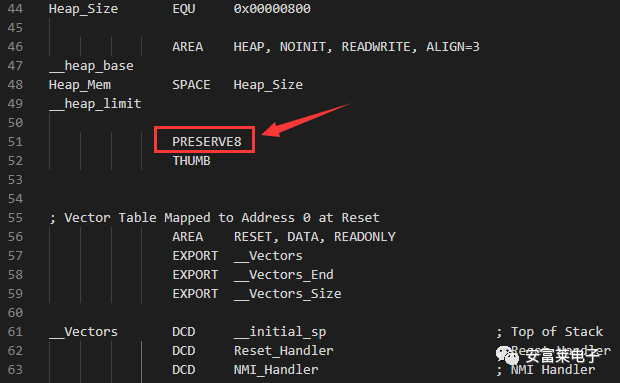 44 Heap_Size EQU 0x00000800
45
46 AREA HEAP, NOINIT, READWRITE, ALIGN=3
47 __heap_base
48 Heap_Mem SPACE Heap_Size
49 __heap_limit
50
51 PRESERVE8
52 THUMB
53
54
55 ; Vector Table Mapped to Address 0 at Reset
56 AREA RESET, DATA, READONLY
57 EXPORT __Vectors
58 EXPORT __Vectors_End
59 EXPORT __Vectors_Size
60
61 __Vectors DCD __initial_sp ; Top of Stack
62 DCD Reset_Handler ; Reset Handler
63 DCD NMI_Handler ; NMI Handler
安富莱电子